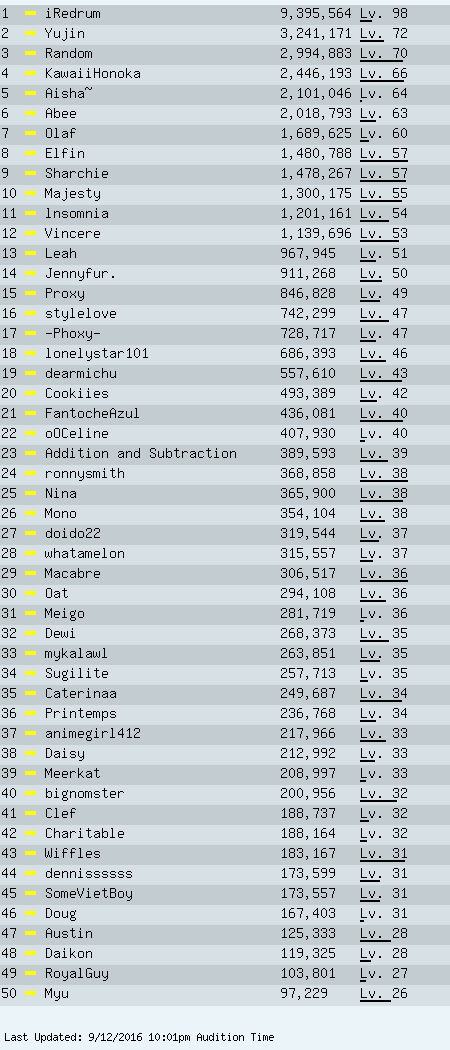 1 iRedrum 9,395,564 Lv. 98
2 Yujin 3,241,171 Lv. 72
3 Random 2,994,883 Lv. 70
4 KawaiiHonoka 2,446,193 Lv. 66
5 Aisha~ 2,101,046 Lv. 64
6 Abee 2,018,793 Lv. 63
7 Olaf 1,689,625 Lv. 60
8 Elfin 1,480,788 Lv. 57
9 Sharchie 1,478,267 Lv. 57
10 Majesty 1,300,175 Lv. 55
11 lnsomnia 1,201,161 Lv. 54
12 Vincere 1,139,696 Lv. 53
13 Leah 967,945 Lv. 51
14 Jennyfur. 911,268 Lv. 50
15 Proxy 846,828 Lv. 49
16 stylelove 742,299 Lv. 47
17 -Phoxy- 728,717 Lv. 47
18 lonelystar101 686,393 Lv. 46
19 dearmichu 557,610 Lv. 43
20 Cookiies 493,389 Lv. 42
21 FantocheAzul 436,081 Lv. 40
22 oOCeline 407,930 Lv. 40
23 Addition and Subtraction 389,593 Lv. 39
24 ronnysmith 368,858 Lv. 38
25 Nina 365,900 Lv. 38
26 Mono 354,104 Lv. 38
27 doido22 319,544 Lv. 37
28 whatamelon 315,557 Lv. 37
29 Macabre 306,517 Lv. 36
30 Oat 294,108 Lv. 36
31 Meigo 281,719 Lv. 36
32 Dewi 268,373 Lv. 35
33 mykalawl 263,851 Lv. 35
34 Sugilite 257,713 Lv. 35
35 Caterinaa 249,687 Lv. 34
36 Printemps 236,768 Lv. 34
37 animegirl412 217,966 Lv. 33
38 Daisy 212,992 Lv. 33
39 Meerkat 208,997 Lv. 33
40 bignomster 200,956 Lv. 32
41 Clef 188,737 Lv. 32
42 Charitable 188,164 Lv. 32
43 Wiffles 183,167 Lv. 31
44 dennissssss 173,599 Lv. 31
45 SomeVietBoy 173,557 Lv. 31
46 Doug 167,403 Lv. 31
47 Austin 125,333 Lv. 28
48 Daikon 119,325 Lv. 28
49 RoyalGuy 103,801 Lv. 27
50 Myu 97,229 Lv. 26
Last Updated: 9/12/2016 10:01pm Audition Time